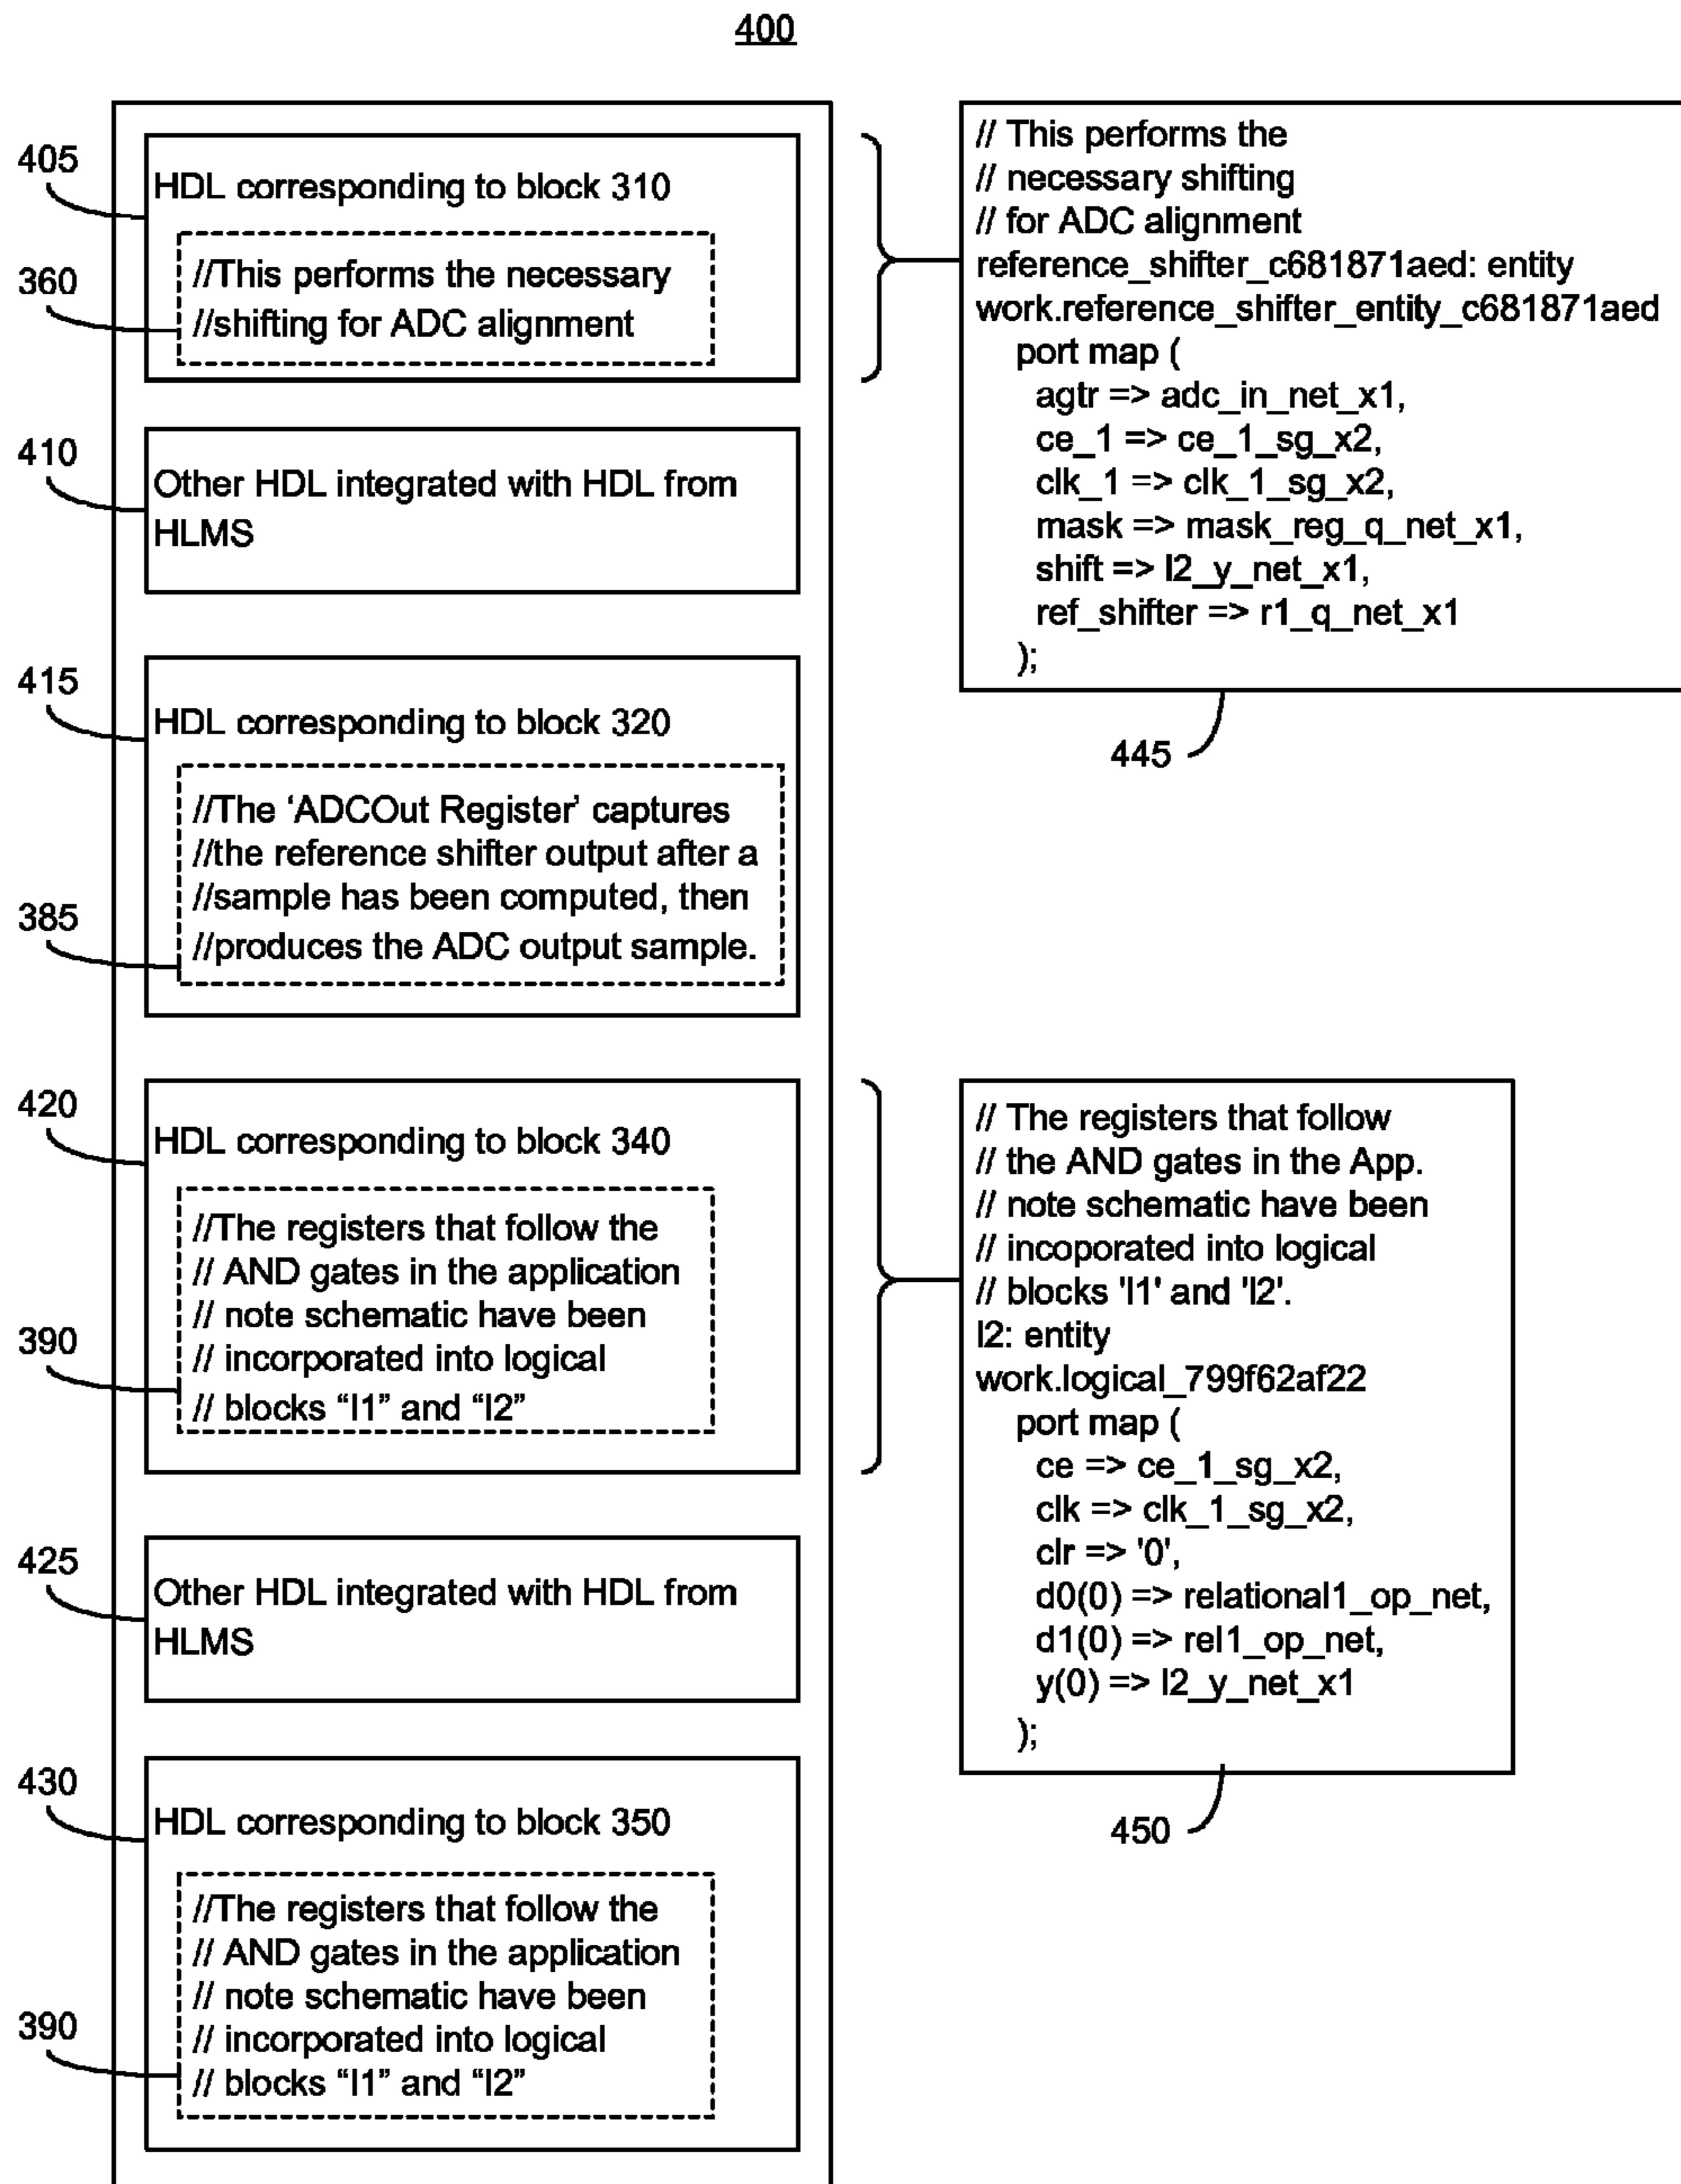 400
405
HDL corresponding to block 310
360
//This performs the necessary
//shifting for ADC alignment
410
Other HDL integrated with HDL from
HLMS
415
HDL corresponding to block 320
385
//The ‘ADCOut Register’ captures
//the reference shifter output after a
//sample has been computed, then
//produces the ADC output sample.
420
HDL corresponding to block 340
390
//The registers that follow the
// AND gates in the application
// note schematic have been
// incorporated into logical
// blocks “l1” and “l2”
425
Other HDL integrated with HDL from
HLMS
430
HDL corresponding to block 350
390
//The registers that follow the
// AND gates in the application
// note schematic have been
// incorporated into logical
// blocks “l1” and “l2”
// This performs the
// necessary shifting
// for ADC alignment
reference_shifter_c681871aed: entity
work.reference_shifter_entity_c681871aed
port map (
agtr => adc_in_net_x1,
ce_1 => ce_1_sg_x2,
clk_1 => clk_1_sg_x2,
mask => mask_reg_q_net_x1,
shift => l2_y_net_x1,
ref_shifter => r1_q_net_x1
);
445
// The registers that follow
// the AND gates in the App.
// note schematic have been
// incoporated into logical
// blocks 'l1' and 'l2'.
l2: entity
work.logical_799f62af22
port map (
ce => ce_1_sg_x2,
clk => clk_1_sg_x2,
clr => '0',
d0(0) => relational1_op_net,
d1(0) => rel1_op_net,
y(0) => l2_y_net_x1
);
450